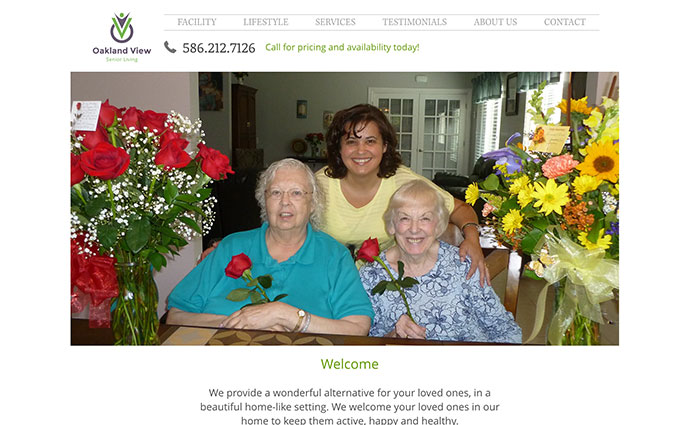 FACILITY LIFESTYLE SERVICES TESTIMONIALS ABOUT US CONTACT
Oakland View
Senior Living
586.212.7126 Call for pricing and availability today!
Welcome
We provide a wonderful alternative for your loved ones, in a
beautiful home-like setting. We welcome your loved ones in our
home to keep them active, happy and healthy.